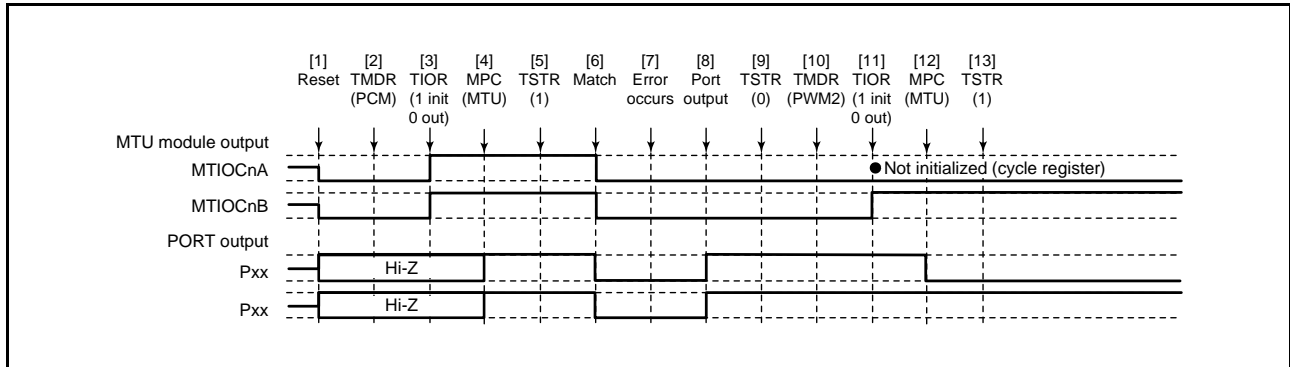 [1] [2] [3] [4] [5] [6] [7] [8] [9] [10] [11] [12] [13]
Reset TMDR TIOR MPC TSTR Match Error Port TSTR TMDR TIOR MPC TSTR
(PCM) (1 init (MTU) (1) occurs output (0) (PWM2) (1 init (MTU) (1)
0 out) 0 out)
MTU module output
MTIOCnA ●Not initialized (cycle register)
MTIOCnB
PORT output
Pxx Hi-Z
Pxx Hi-Z